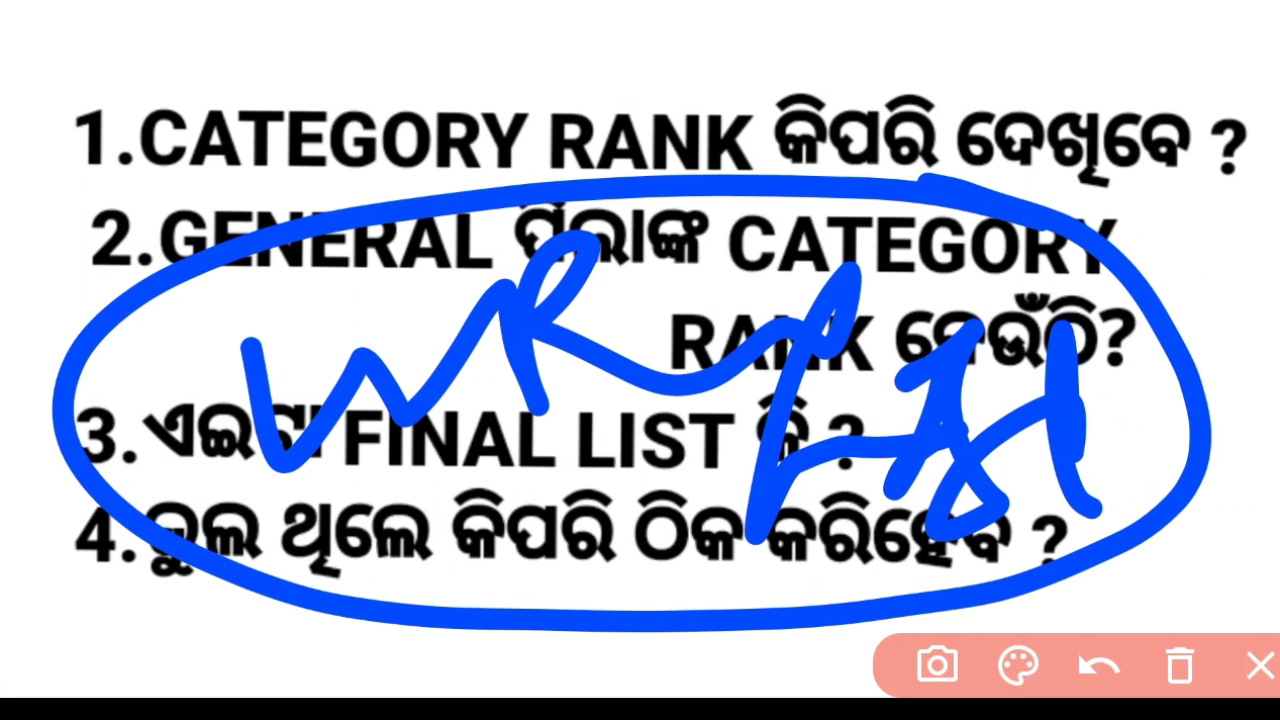 1.CATEGORY RANK କିପରି ଦେଖିବେ ?
2.GENERAL ପିଲାଙ୍କ CATEGORY
RANK କେଉଁଠି?
3.ଏଇଟା FINAL LIST କି ?
4.ଭୁଲ ଥିଲେ କିପରି ଠିକ କରିହେବ ?